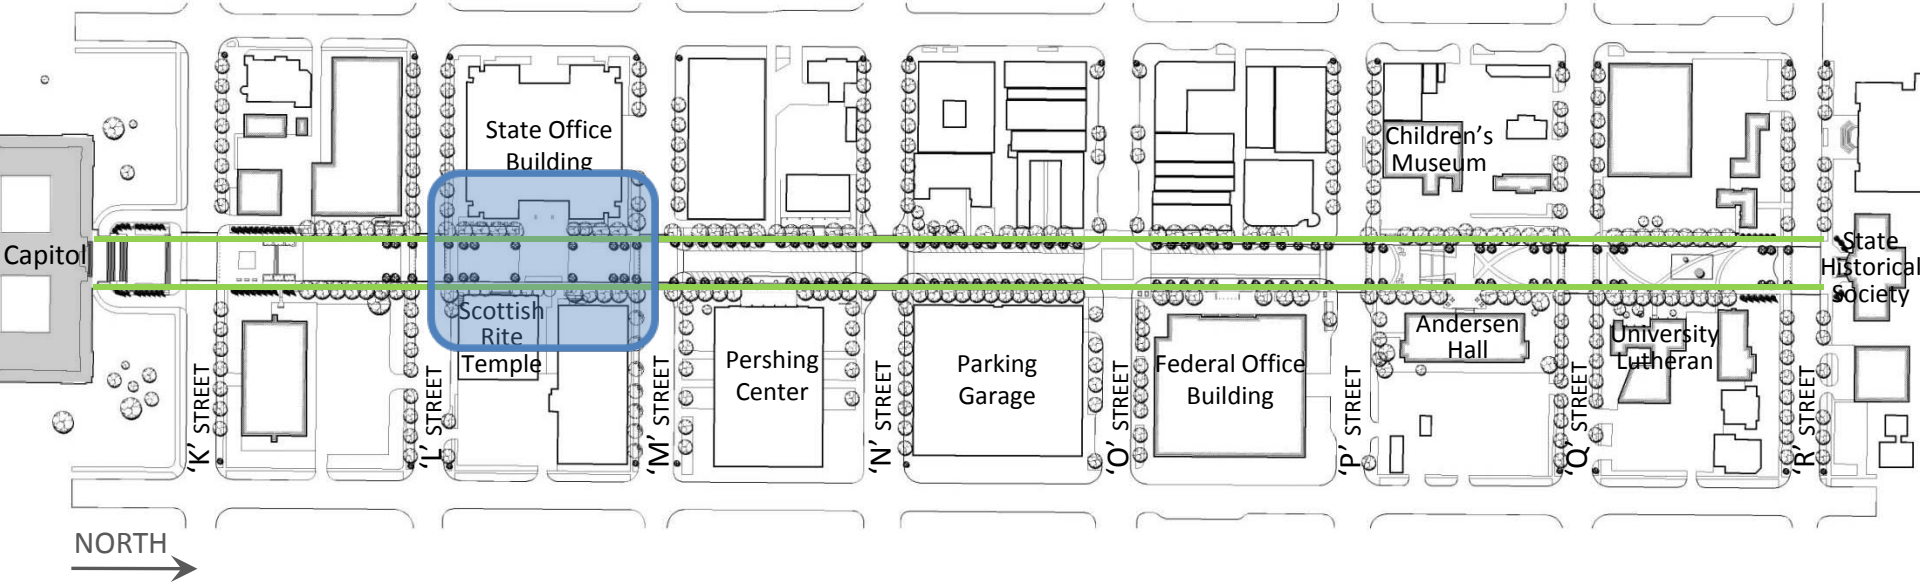 State Office
Building
Children's
Museum
Capitol
State
Historical
Society
Scottish
Rite
Temple
Pershing
Center
Parking
Garage
Federal Office
Building
Andersen
Hall
University
Lutheran
'K' STREET
'L' STREET
'M' STREET
'N' STREET
'O' STREET
'P' STREET
'Q' STREET
'R' STREET
NORTH